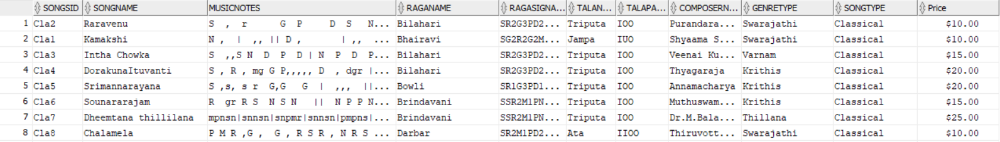 SONGSID SONGNAME MUSICNOTES RAGANAME RAGASIGNA... TALAN... TALAPA... COMPOSERN... GENRETYPE SONGTYPE Price
1 Cla2 Raravenu S , r G P D S N... Bilahari SR2G3PD2... Triputa IOO Purandara... Swarajathi Classical $10.00
2 Cla1 Kamakshi N , | ,, || D , | ,, ... Bhairavi SG2R2G2M... Jampa IUO Shyaama S... Swarajathi Classical $10.00
3 Cla3 Intha Chowka S ,,S N D P D | N P D P... Bilahari SR2G3PD2... Triputa IOO Veenai Ku... Varnam Classical $15.00
4 Cla4 DorakunaItuvanti S , R , mg G P,,,,, D , dgr |... Bilahari SR2G3PD2... Triputa IOO Thyagaraja Krithis Classical $20.00
5 Cla5 Srimannarayana S ,s, s r G,G G | ,,, ||... Bowli SR1G3PD1... Triputa IOO Annamacharya Krithis Classical $20.00
6 Cla6 Sounararajam R gr R S N S N || N P P N... Brindavani SSR2M1PN... Triputa IOO Muthuswam... Krithis Classical $15.00
7 Cla7 Dheemtana thillilana mpnsn|snnsn|snpmr|snnsn|pmpns|... Brindavani SSR2M1PN... Triputa IOO Dr.M.Bala... Thillana Classical $25.00
8 Cla8 Chalamela P M R ,G , G , R S R , N R S ... Darbar SR2M1PD2... Ata IIOO Thiruvott... Swarajathi Classical $10.00